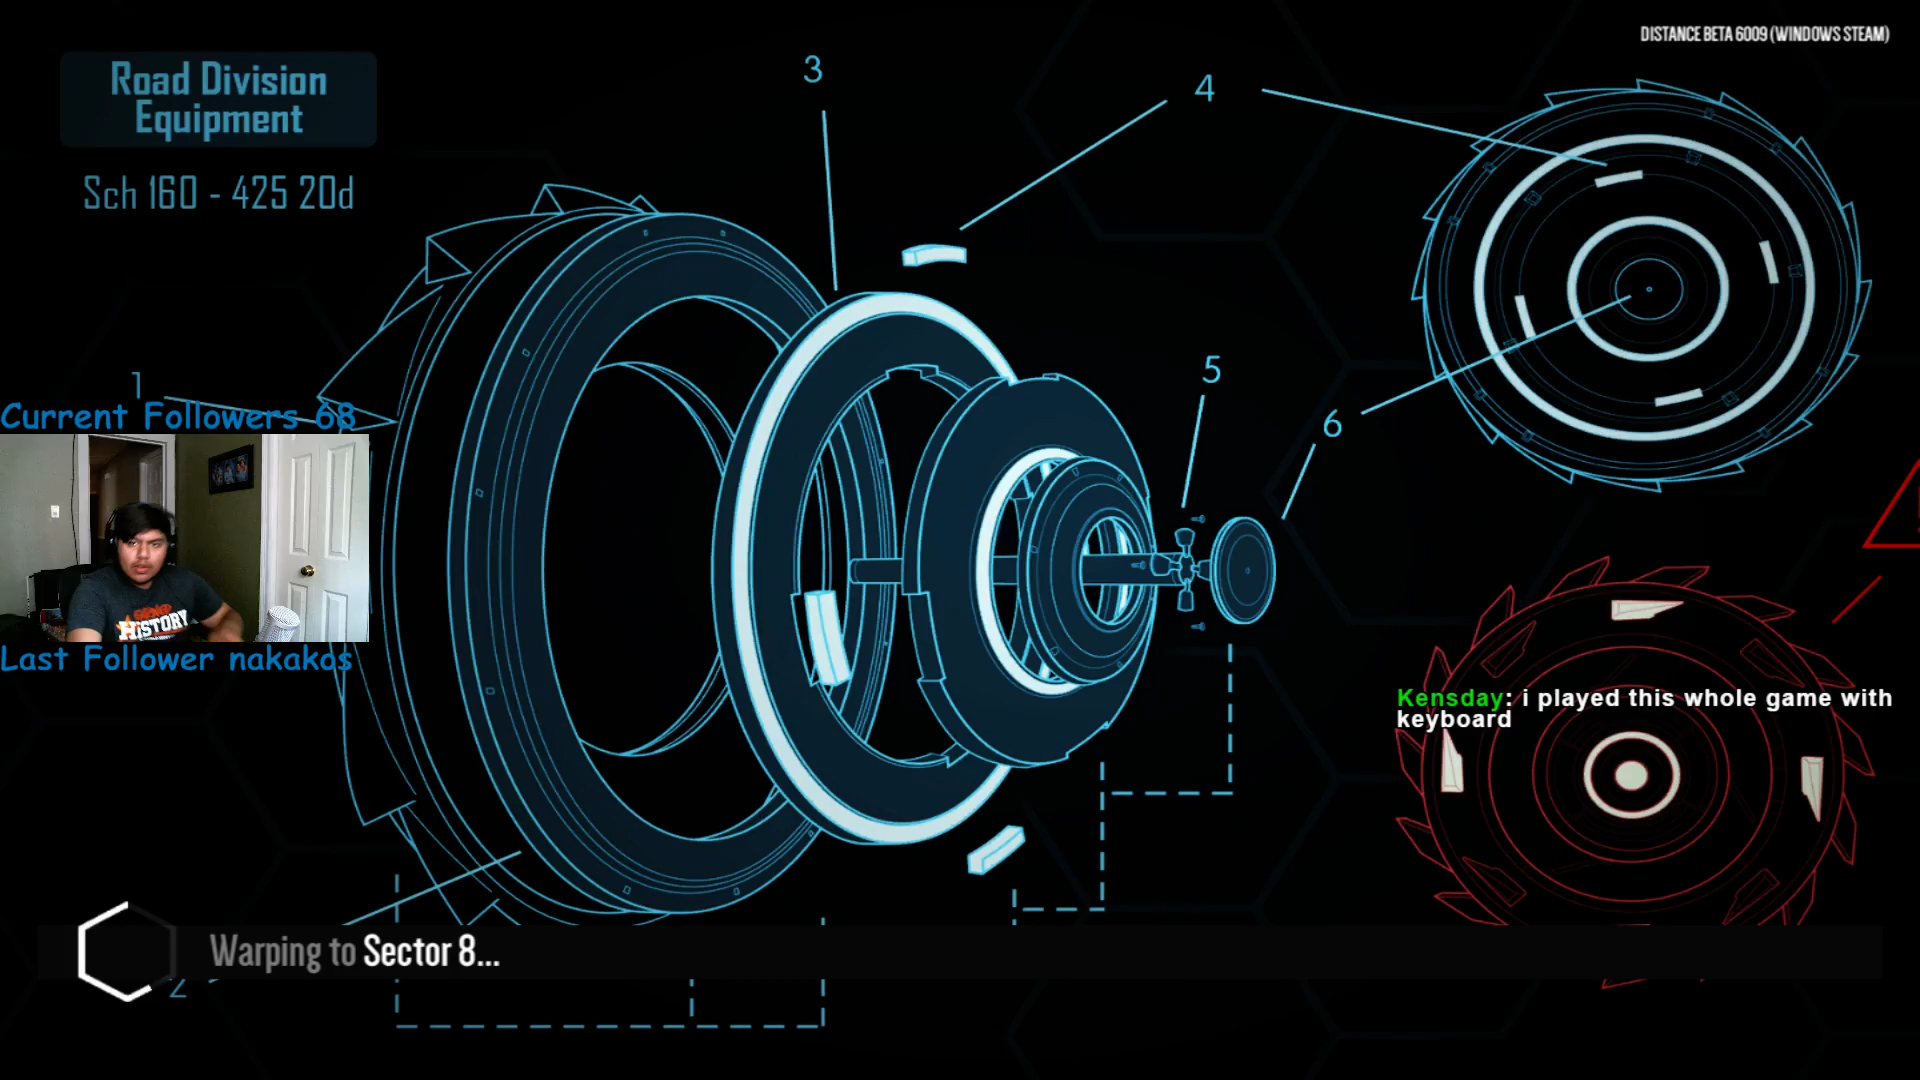 DISTANCE BETA 6009 (WINDOWS STEAM)
Road Division
Equipment
Sch 160 - 425 20d
3
4
5
6
1
Current Followers 68
HISTORY
Last Follower nakakos
Kensday: i played this whole game with
keyboard
Warping to Sector 8...
2